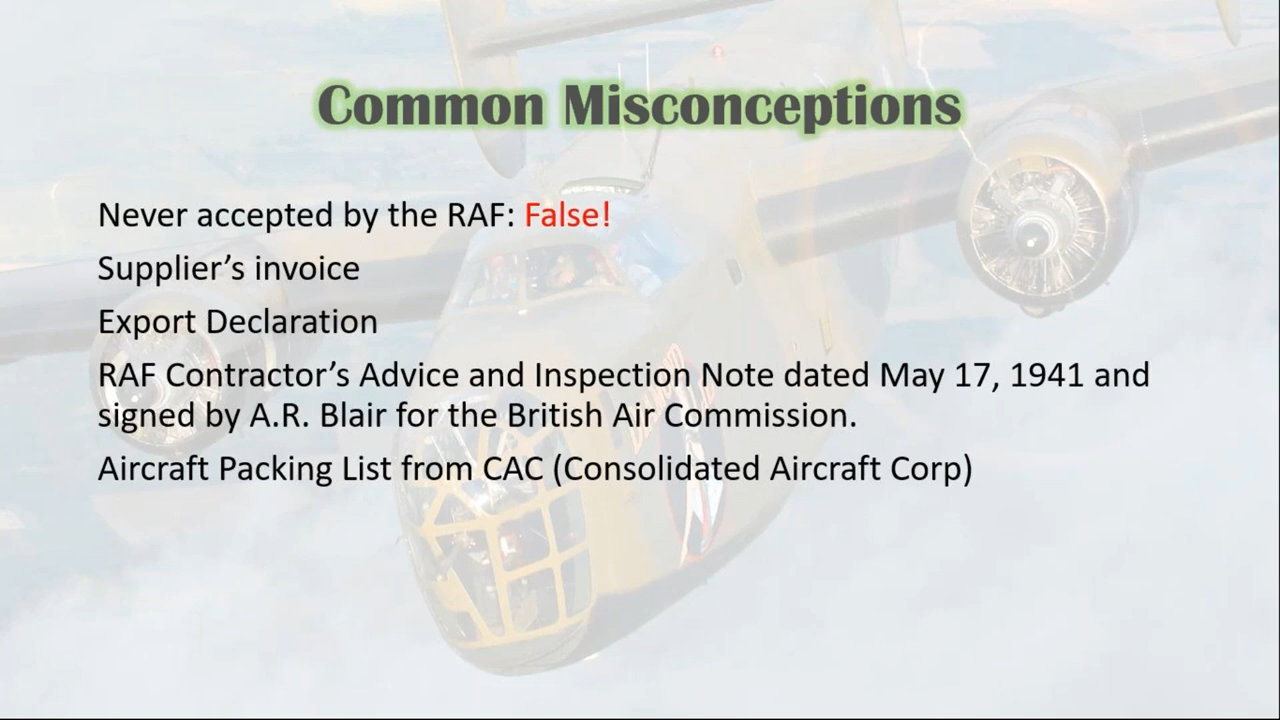 Common Misconceptions
Never accepted by the RAF: False!
Supplier’s invoice
Export Declaration
RAF Contractor’s Advice and Inspection Note dated May 17, 1941 and
signed by A.R. Blair for the British Air Commission.
Aircraft Packing List from CAC (Consolidated Aircraft Corp)